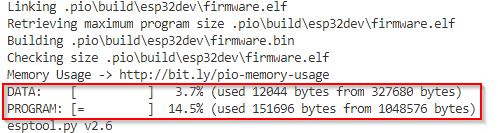 Linking .pio\build\esp32dev\firmware.elf
Retrieving maximum program size .pio\build\esp32dev\firmware.elf
Building .pio\build\esp32dev\firmware.bin
Checking size .pio\build\esp32dev\firmware.elf
Memory Usage -> http://bit.ly/pio-memory-usage
DATA:    [          ]   3.7% (used 12044 bytes from 327680 bytes)
PROGRAM: [=         ]  14.5% (used 151696 bytes from 1048576 bytes)
esptool.py v2.6